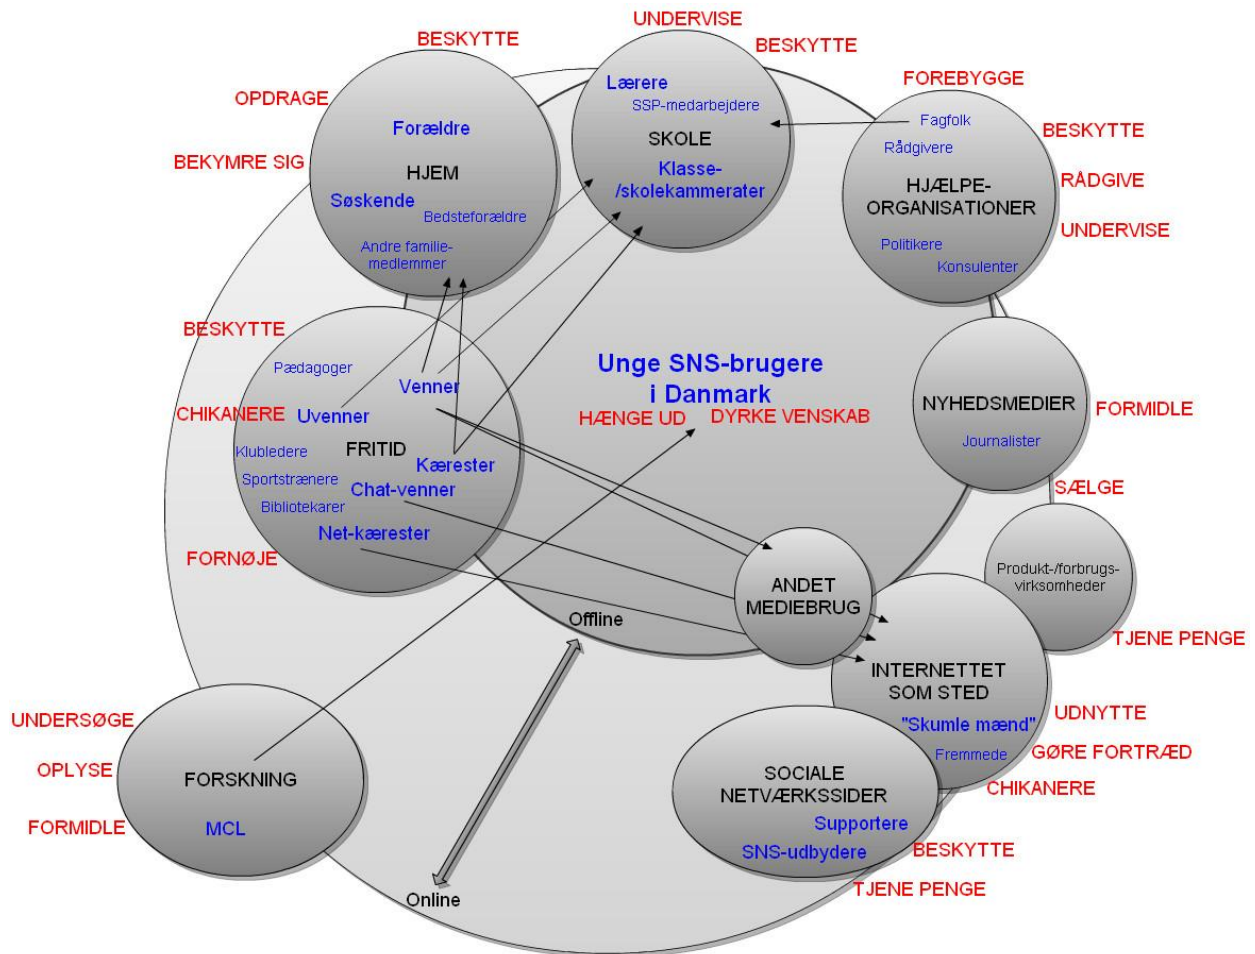 UNDERVISE
BESKYTTE
BESKYTTE
OPDRAGE
BEKYMRE SIG
Forældre
HJEM
Søskende
Bedsteforældre
Andre familie-
medlemmer
Lærere
SSP-medarbejdere
SKOLE
Klasse-
/skolekammerater
FOREBYGGE
BESKYTTE
RÅDGIVE
UNDERVISE
Fagfolk
Rådgivere
HJÆLPE-
ORGANISATIONER
Politikere
Konsulenter
BESKYTTE
CHIKANERE
FORNØJE
Pædagoger
Venner
Uvenner
Klubledere
FRITID
Kærester
Sportstrænere
Chat-venner
Bibliotekarer
Net-kærester
Unge SNS-brugere
i Danmark
HÆNGE UD
DYRKE VENSKAB
NYHEDSMEDIER
Journalister
FORMIDLE
SÆLGE
Produkt-/forbrugs-
virksomheder
TJENE PENGE
ANDET
MEDIEBRUG
Offline
INTERNETTET
SOM STED
"Skumle mænd"
Fremmede
UDNYTTE
GØRE FORTRÆD
CHIKANERE
SOCIALE
NETVÆRKSSIDER
Supportere
SNS-udbydere
BESKYTTE
TJENE PENGE
UNDERSØGE
OPLYSE
FORMIDLE
FORSKNING
MCL
Online